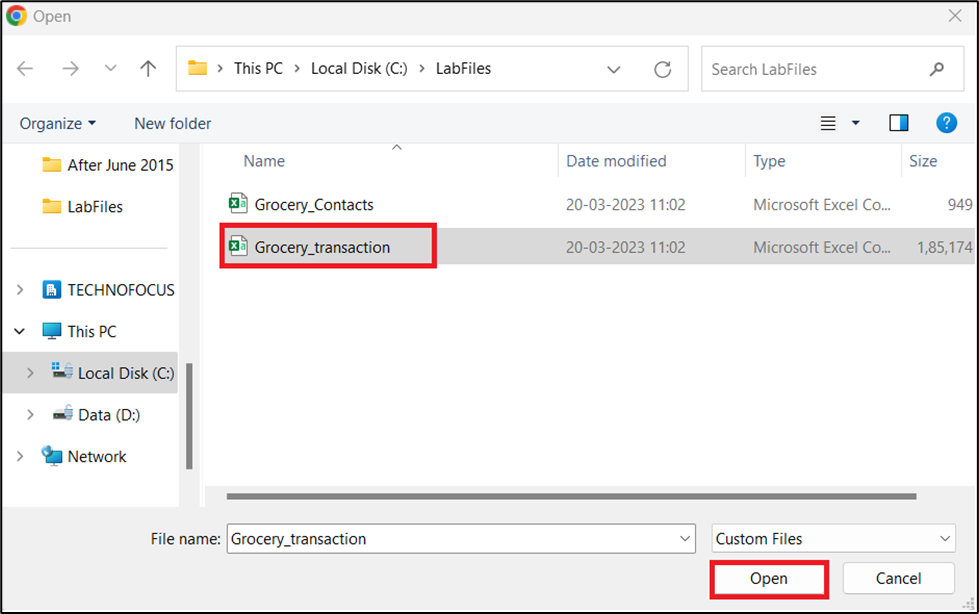 Open
This PC > Local Disk (C:) > LabFiles
Search LabFiles
Organize
New folder
?
After June 2015
LabFiles
TECHNOFOCUS
This PC
Local Disk (C:)
Data (D:)
Network
Name Date modified Type Size
Grocery_Contacts 20-03-2023 11:02 Microsoft Excel Co... 949
Grocery_transaction 20-03-2023 11:02 Microsoft Excel Co... 1,85,174
File name: Grocery_transaction Custom Files
Open Cancel